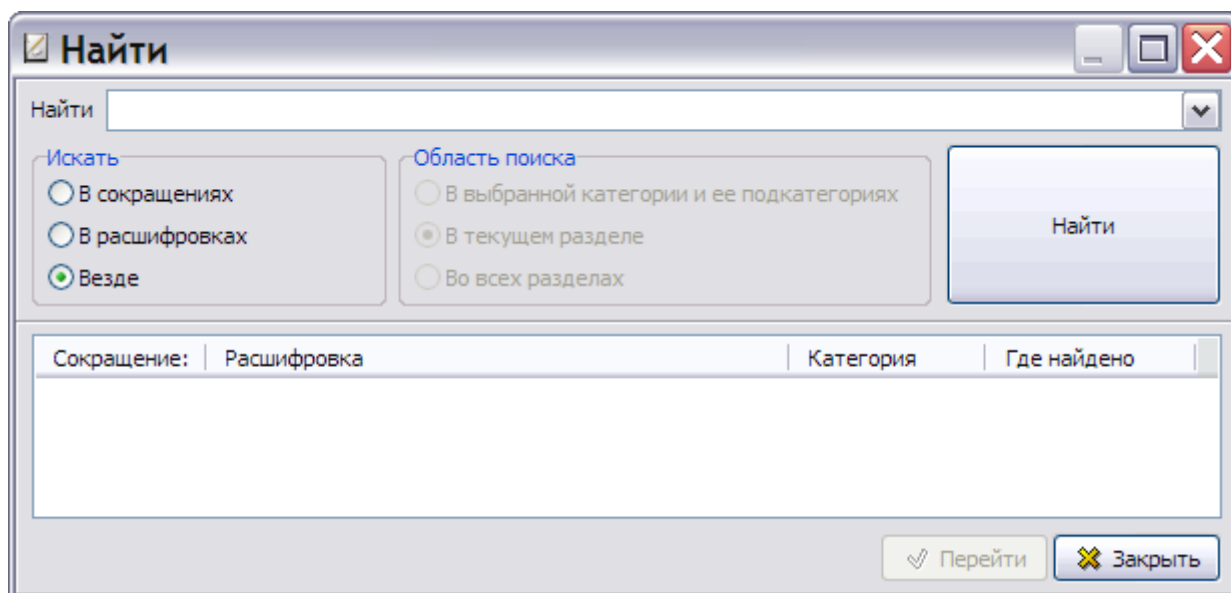 Найти
Найти
Искать
Область поиска
В сокращениях
В выбранной категории и ее подкатегориях
В расшифровках
В текущем разделе
Найти
Везде
Во всех разделах
Сокращение: Расшифровка Категория Где найдено
Перейти Закрыть